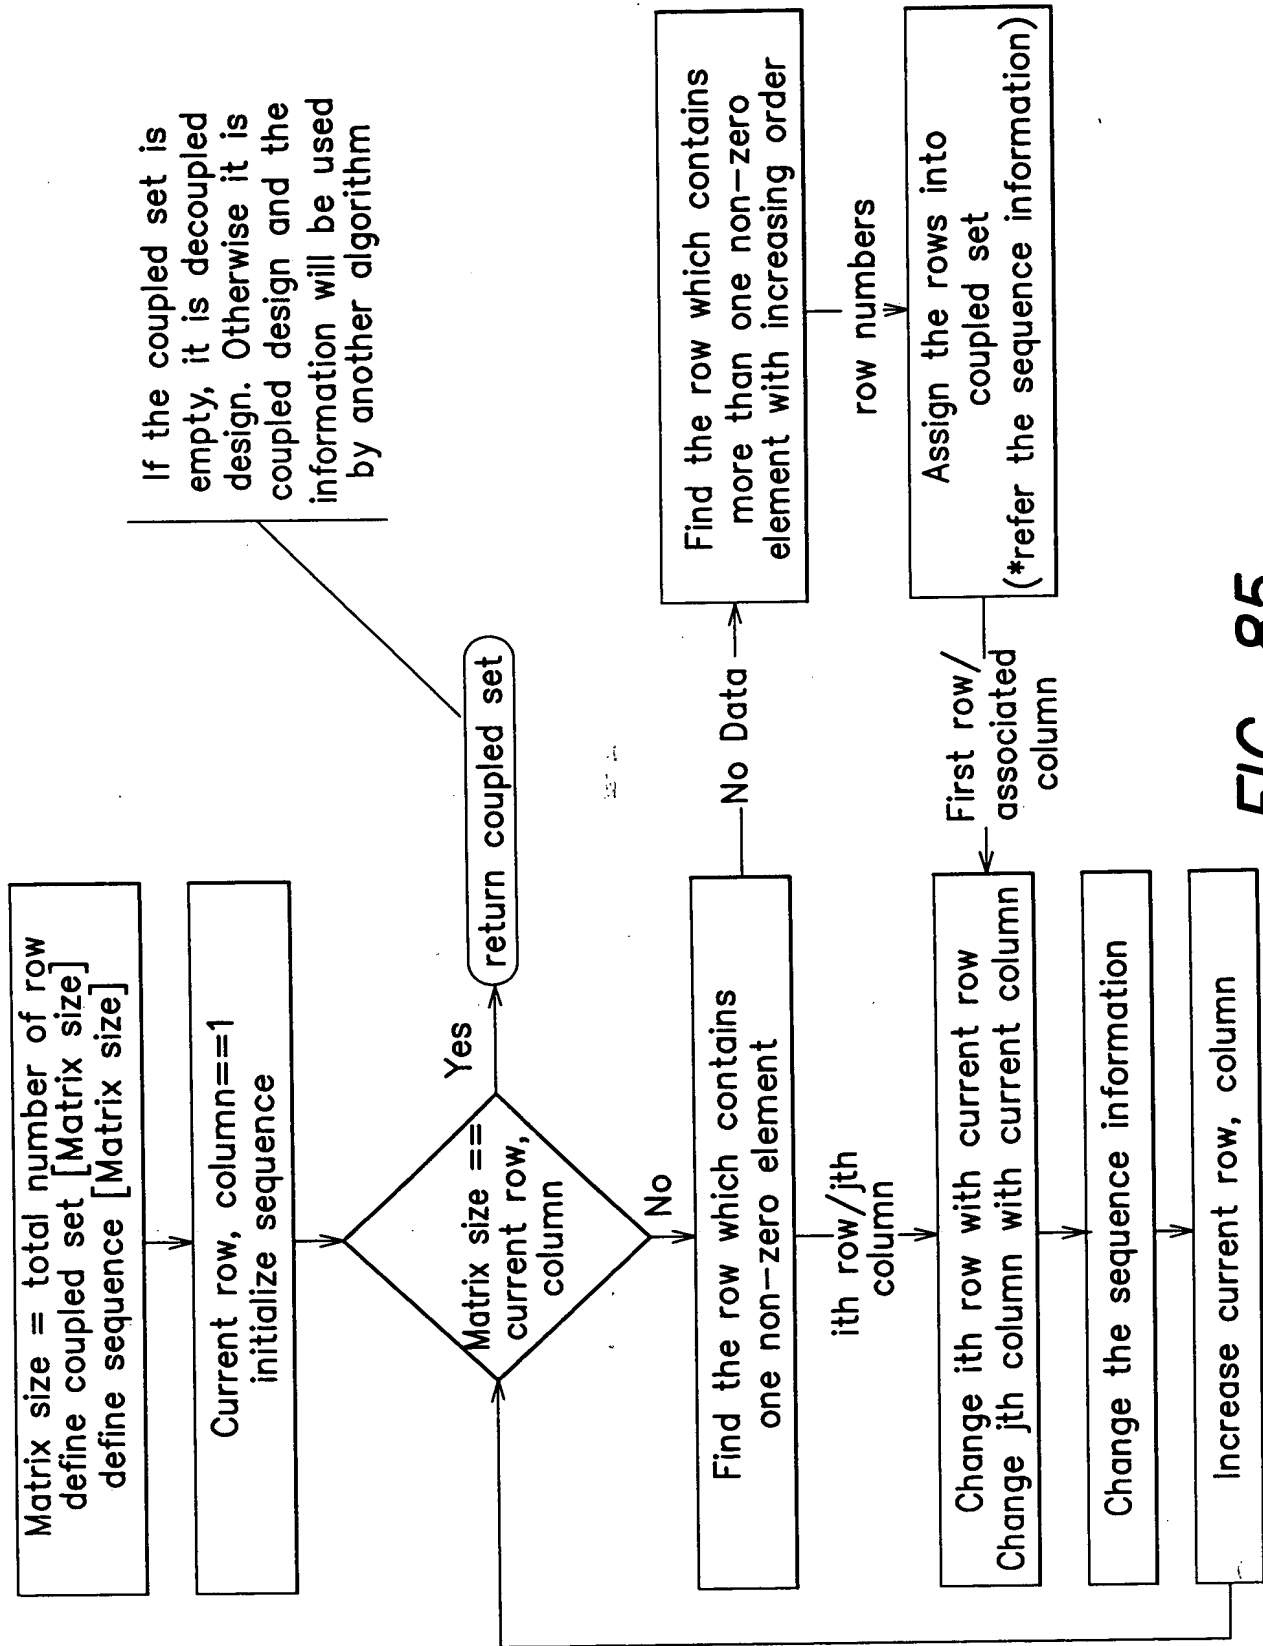 Matrix size = total number of row
define coupled set [Matrix size]
define sequence [Matrix size]
Current row, column==1
initialize sequence
Matrix size ==
current row,
column
Yes
return coupled set
If the coupled set is
empty, it is decoupled
design. Otherwise it is
coupled design and the
information will be used
by another algorithm
No
Find the row which contains
one non-zero element
No Data
Find the row which contains
more than one non-zero
element with increasing order
row numbers
Assign the rows into
coupled set
(*refer the sequence information)
First row/
associated
column
ith row/jth
column
Change ith row with current row
Change jth column with current column
Change the sequence information
Increase current row, column
FIG. 85